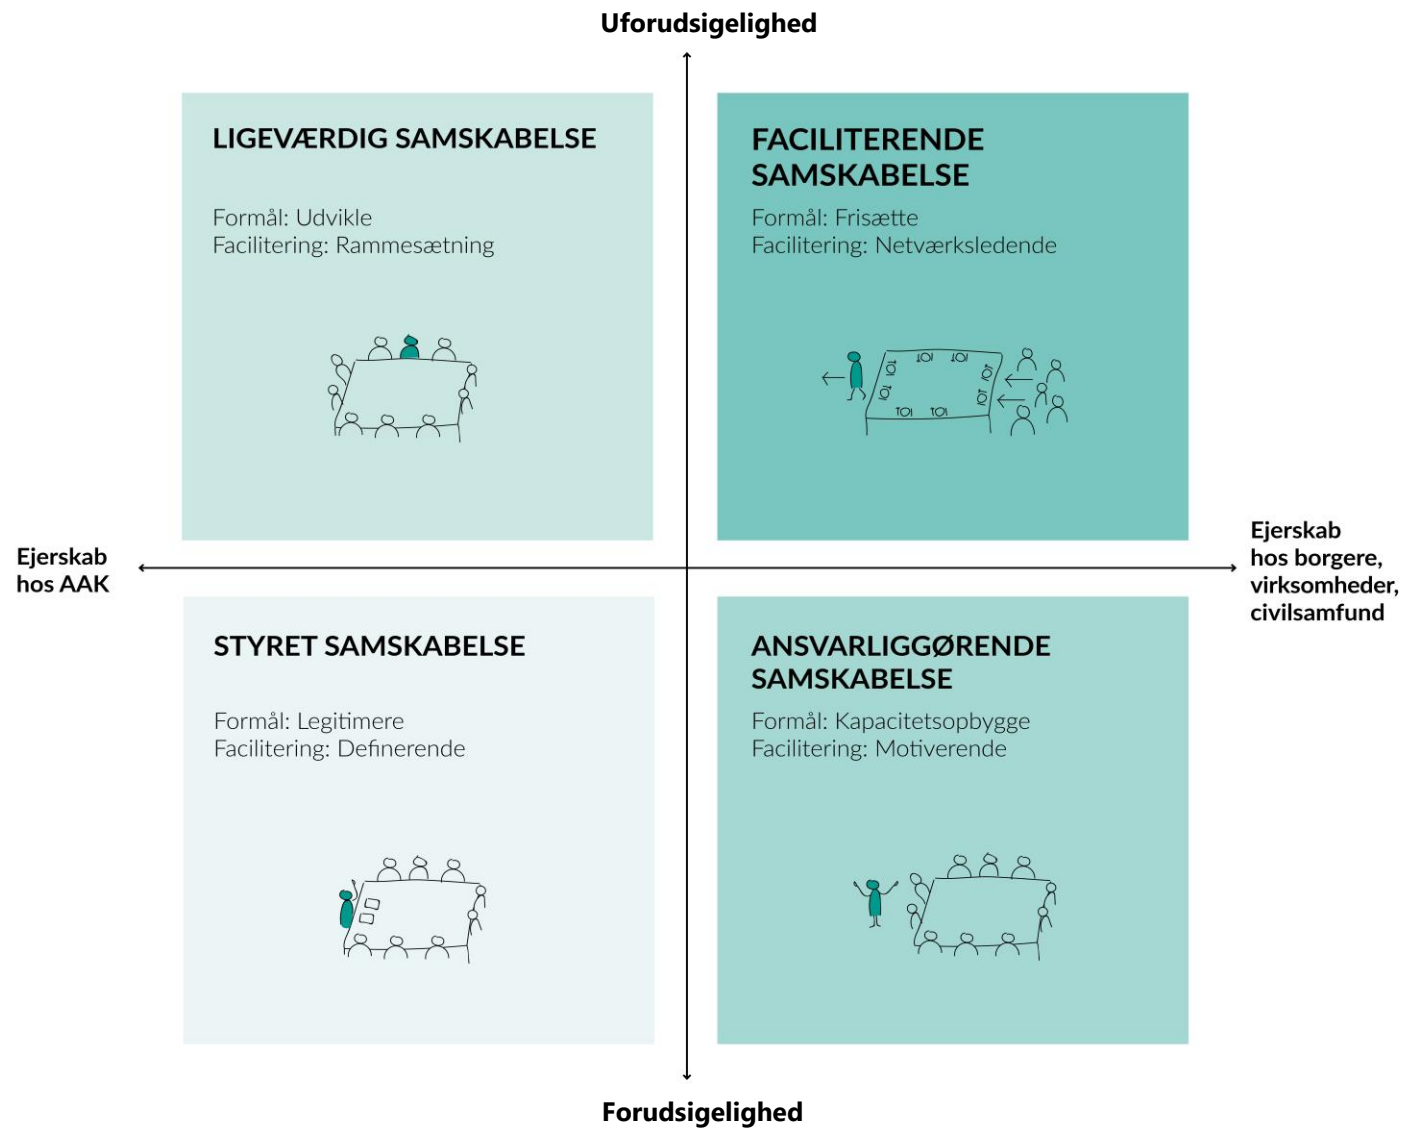 Uforudsigelighed
LIGEVÆRDIG SAMSKABELSE
Formål: Udvikle
Facilitering: Rammesætning
FACILITERENDE
SAMSKABELSE
Formål: Frisætte
Facilitering: Netværksledende
Ejerskab
hos AAK
Ejerskab
hos borgere,
virksomheder,
civilsamfund
STYRET SAMSKABELSE
Formål: Legitimere
Facilitering: Definerende
ANSVARLIGGØRENDE
SAMSKABELSE
Formål: Kapacitetsopbygge
Facilitering: Motiverende
Forudsigelighed